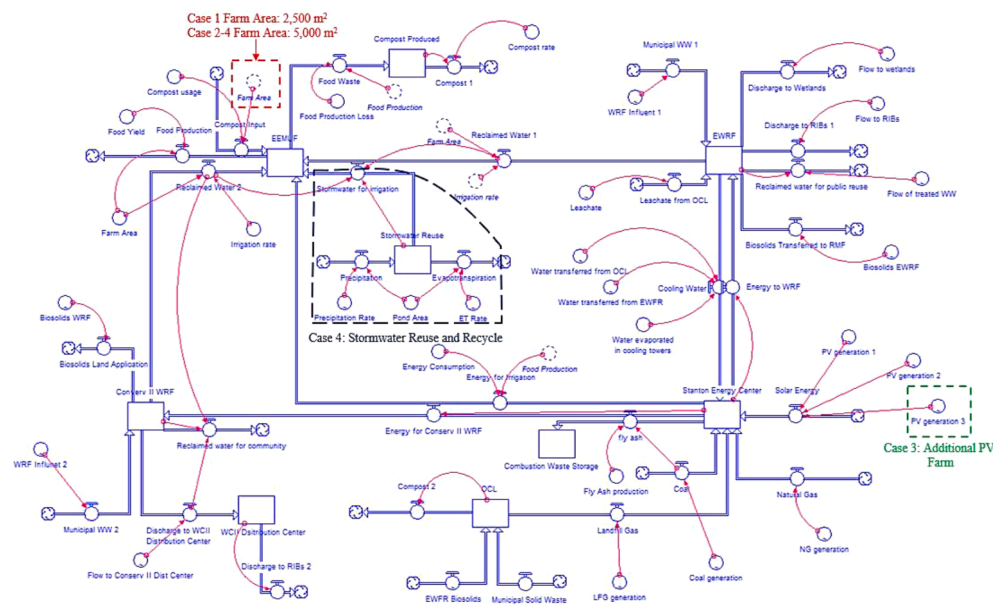 Case 1 Farm Area: 2,500 m²
Case 2-4 Farm Area: 5,000 m²
Compost Produced
Compost rate
Municipal WW 1
Flow to wetlands
Compost usage
Farm Area
Food Waste
Compost 1
Discharge to Wetlands
WRF Influent 1
Food Production Loss
Food Production
Food Yield
Food Production
Compost Input
EEMUF
Reclaimed Water 1
Farm Area
EWRF
Discharge to RIBs 1
Flow to RIBs
Reclaimed Water 2
Stormwater for irrigation
Irrigation rate
Leachate
Leachate from OCL
Reclaimed water for public reuse
Flow of treated WW
Farm Area
Irrigation rate
Stormwater Reuse
Biosolids Transferred to RMF
Biosolids EWRF
Precipitation
Evapotranspiration
Water transferred from OCL
Cooling Water
Energy to WRF
Water transferred from EWFR
Precipitation Rate
Pond Area
ET Rate
Case 4: Stormwater Reuse and Recycle
Water evaporated
in cooling towers
Biosolids WRF
Biosolids Land Application
Energy Consumption
Food Production
Energy for Irrigation
PV generation 1
PV generation 2
Conserv II WRF
Stanton Energy Center
Solar Energy
PV generation 3
Case 3: Additional PV
Farm
Energy for Conserv II WRF
Reclaimed water for community
fly ash
Combustion Waste Storage
WRF Influnet 2
Fly Ash production
Coal
Natural Gas
Compost 2
OCL
Municipal WW 2
Discharge to WCII
Distribution Center
WCII Dsitribution Center
Landfill Gas
NG generation
Flow to Conserv II Dist Center
Discharge to RIBs 2
Coal generation
EWFR Biosolids
Municipal Solid Waste
LFG generation